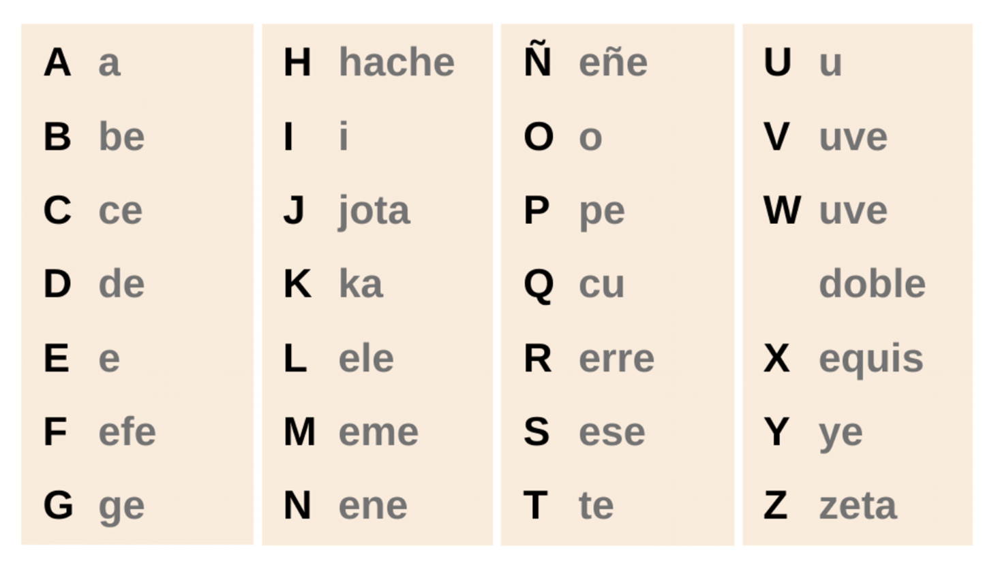 A a
B be
C ce
D de
E e
F efe
G ge
H hache
I i
J jota
K ka
L ele
M eme
N ene
Ñ eñe
O o
P pe
Q cu
R erre
S ese
T te
U u
V uve
W uve
doble
X equis
Y ye
Z zeta